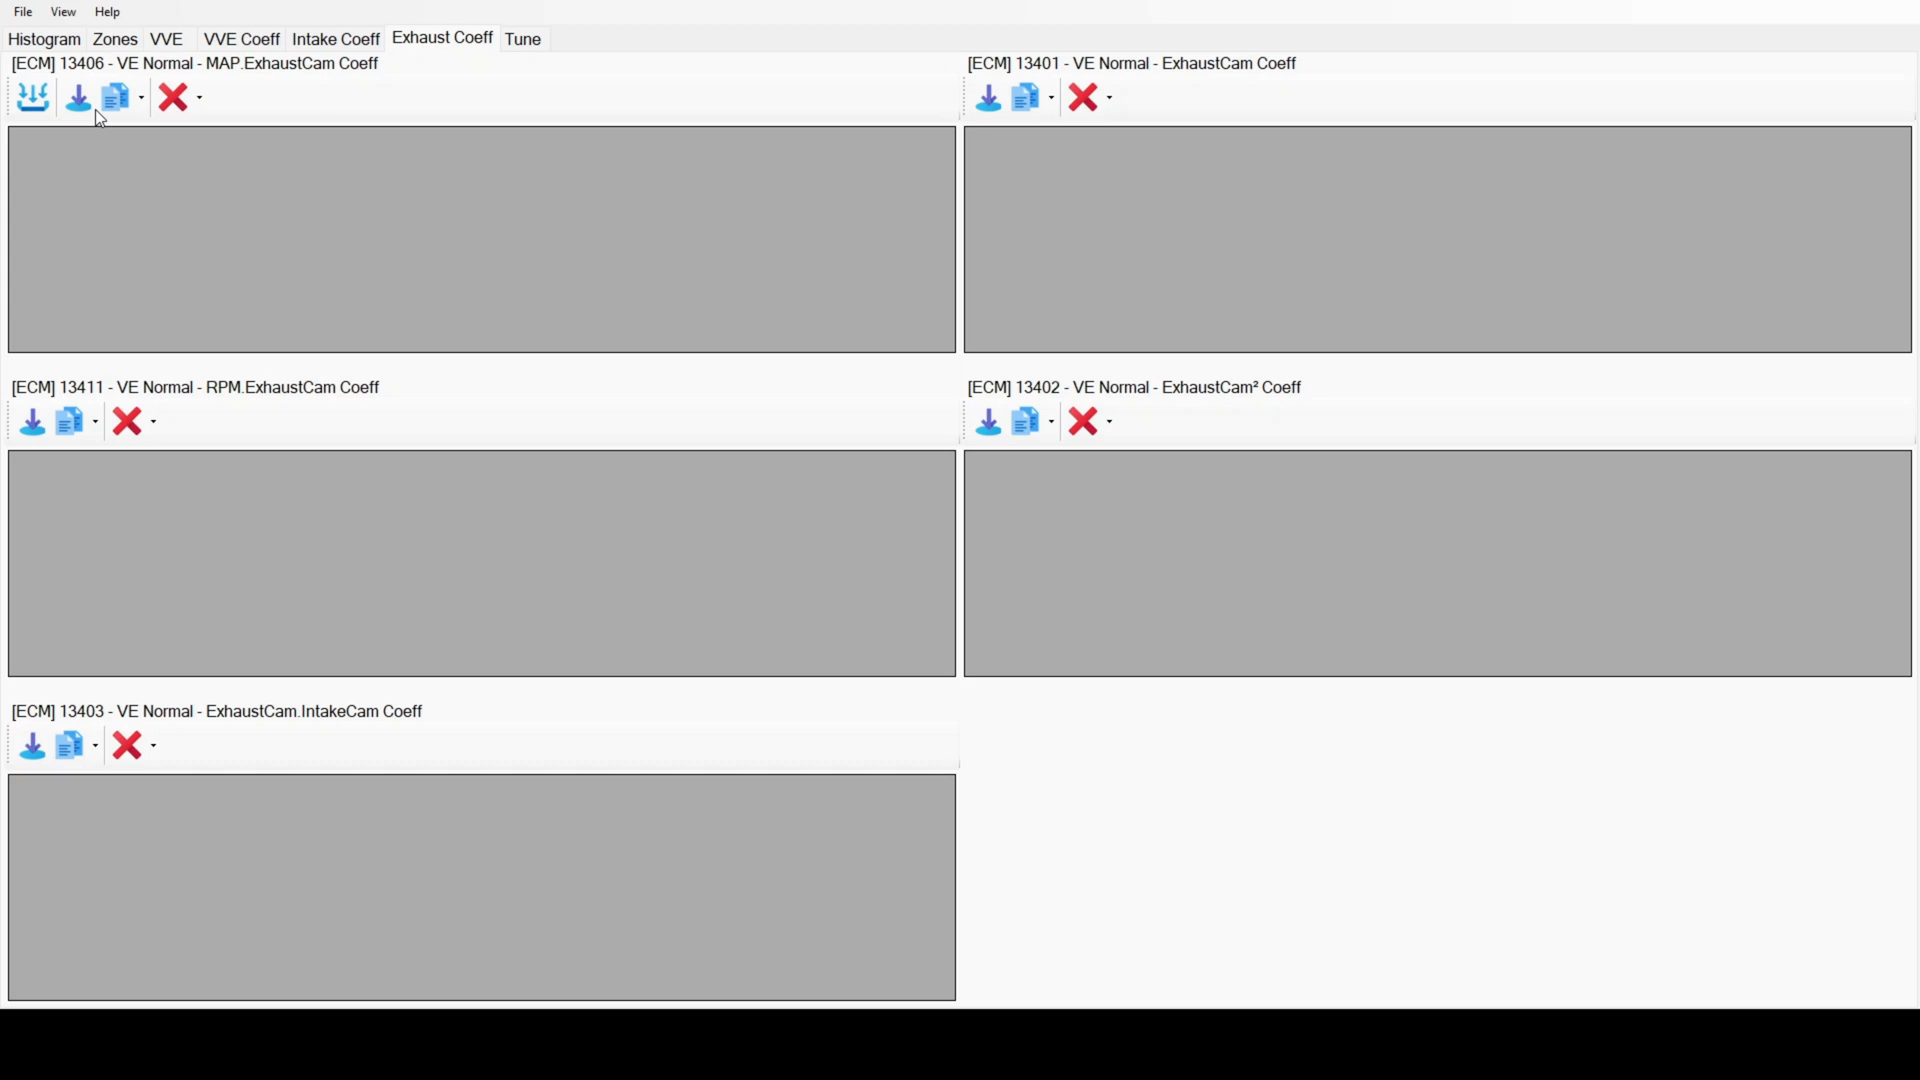 File View Help
Histogram Zones VVE VVE Coeff Intake Coeff Exhaust Coeff Tune
[ECM] 13406 - VE Normal - MAP.ExhaustCam Coeff
[ECM] 13401 - VE Normal - ExhaustCam Coeff
[ECM] 13411 - VE Normal - RPM.ExhaustCam Coeff
[ECM] 13402 - VE Normal - ExhaustCam² Coeff
[ECM] 13403 - VE Normal - ExhaustCam.IntakeCam Coeff